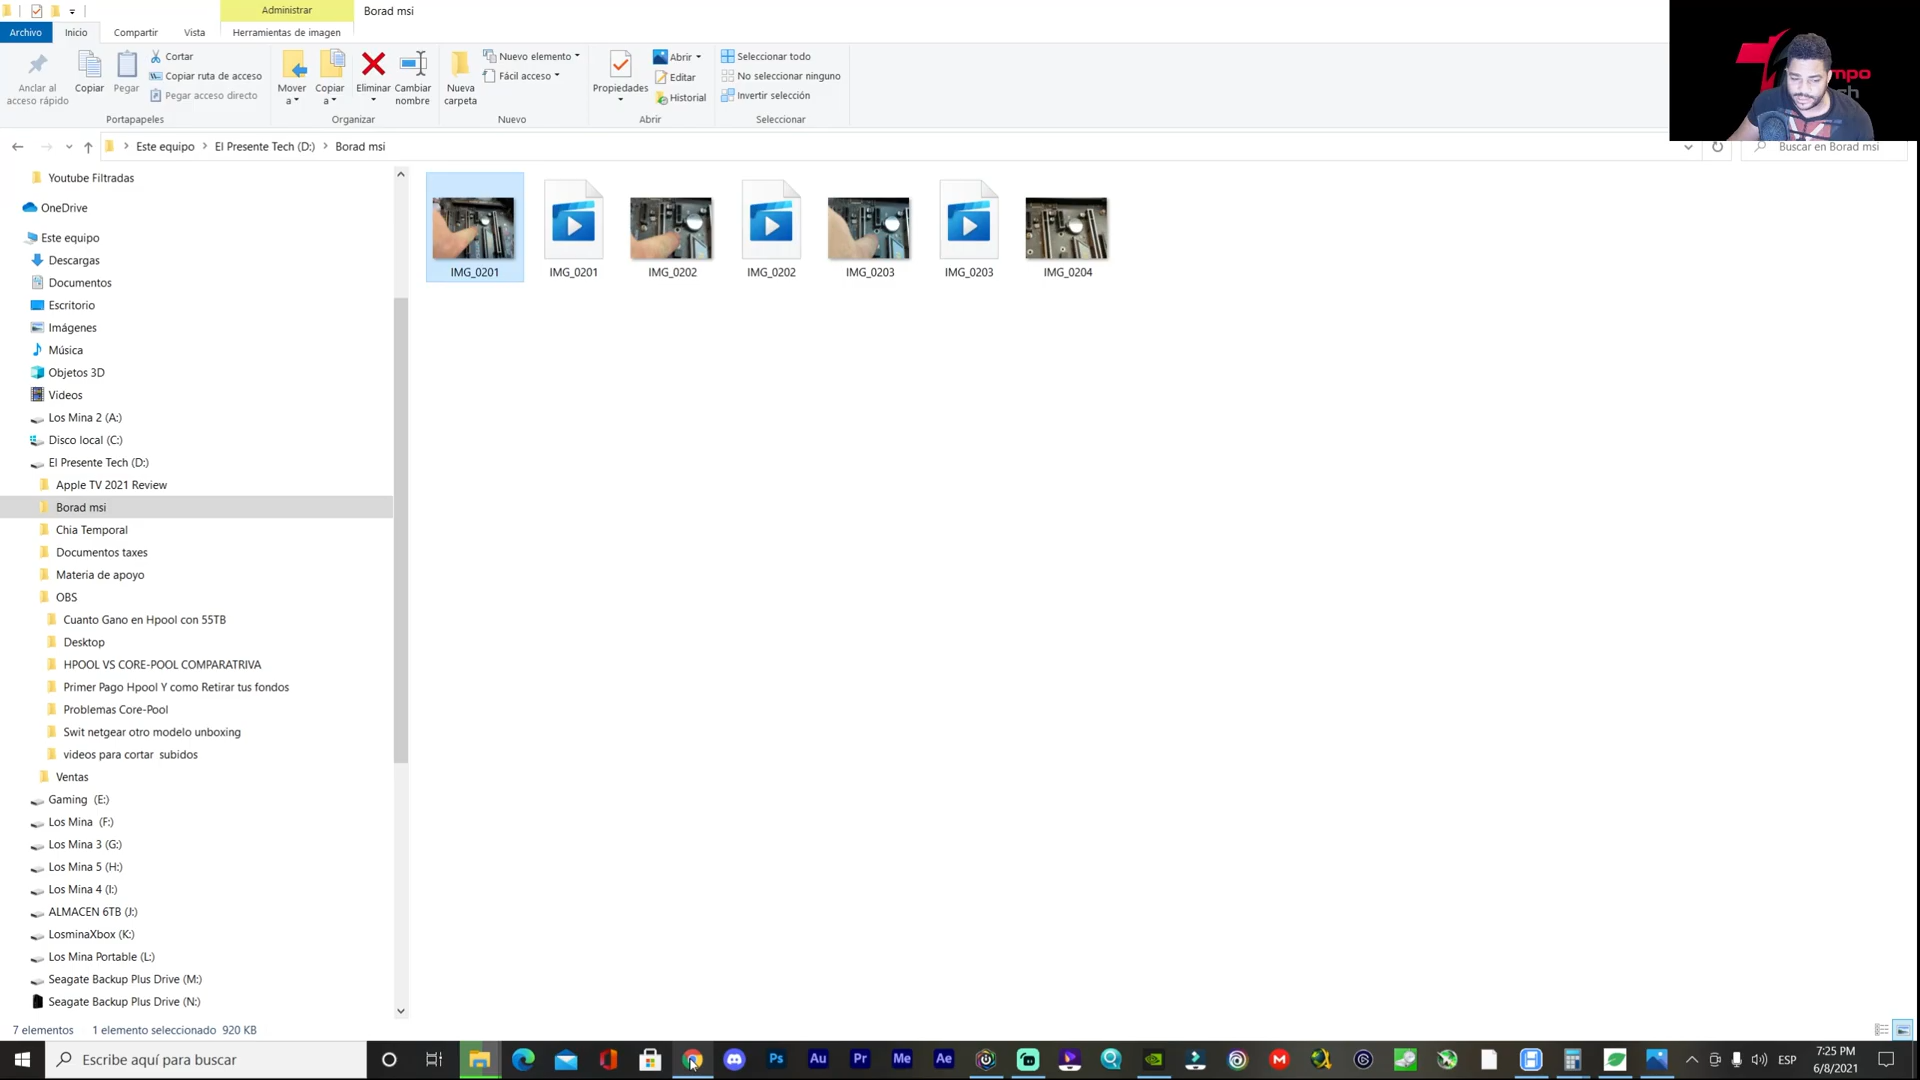 Administrar
Borad msi
Archivo
Inicio
Compartir
Vista
Herramientas de imagen
Anclar al acceso rápido
Copiar
Pegar
Cortar
Copiar ruta de acceso
Pegar acceso directo
Portapapeles
Mover a
Copiar a
Eliminar
Cambiar nombre
Organizar
Nueva carpeta
Nuevo elemento
Fácil acceso
Nuevo
Propiedades
Abrir
Editar
Historial
Abrir
Seleccionar todo
No seleccionar ninguno
Invertir selección
Seleccionar
Este equipo
El Presente Tech (D:)
Borad msi
Buscar en Borad msi
Youtube Filtradas
OneDrive
Este equipo
Descargas
Documentos
Escritorio
Imágenes
Música
Objetos 3D
Videos
Los Mina 2 (A:)
Disco local (C:)
El Presente Tech (D:)
Apple TV 2021 Review
Borad msi
Chia Temporal
Documentos taxes
Materia de apoyo
OBS
Cuanto Gano en Hpool con 55TB
Desktop
HPOOL VS CORE-POOL COMPARATRIVA
Primer Pago Hpool Y como Retirar tus fondos
Problemas Core-Pool
Swit netgear otro modelo unboxing
videos para cortar subidos
Ventas
Gaming (E:)
Los Mina (F:)
Los Mina 3 (G:)
Los Mina 5 (H:)
Los Mina 4 (I:)
ALMACEN 6TB (J:)
LosminaXbox (K:)
Los Mina Portable (L:)
Seagate Backup Plus Drive (M:)
Seagate Backup Plus Drive (N:)
IMG_0201
IMG_0201
IMG_0202
IMG_0202
IMG_0203
IMG_0203
IMG_0204
7 elementos
1 elemento seleccionado 920 KB
Escribe aquí para buscar
Ps
Au
Pr
Me
Ae
ESP
7:25 PM
6/8/2021